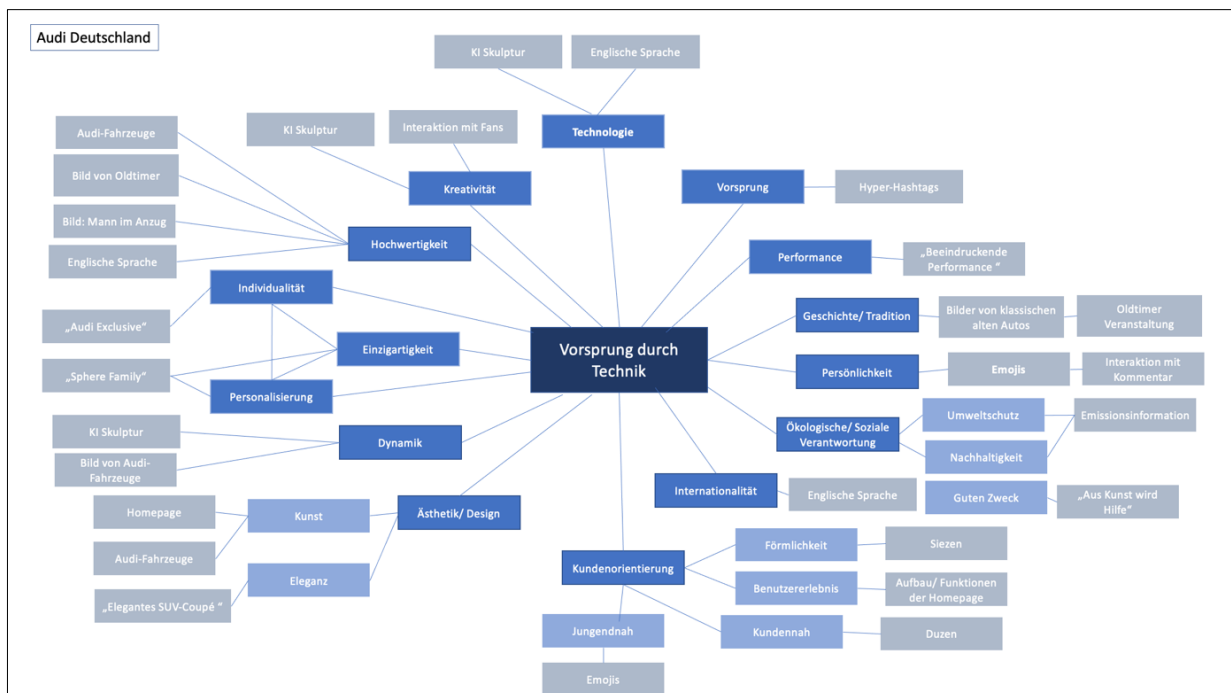 Audi Deutschland
KI Skulptur
Englische Sprache
Technologie
KI Skulptur
Interaktion mit Fans
Kreativität
Audi-Fahrzeuge
Bild von Oldtimer
Bild: Mann im Anzug
Englische Sprache
Hochwertigkeit
Vorsprung
Hyper-Hashtags
Performance
„Beeindruckende
Performance “
Individualität
„Audi Exclusive“
Einzigartigkeit
„Sphere Family“
Personalisierung
Vorsprung durch
Technik
Geschichte/ Tradition
Bilder von klassischen
alten Autos
Oldtimer
Veranstaltung
Persönlichkeit
Emojis
Interaktion mit
Kommentar
Ökologische/ Soziale
Verantwortung
Umweltschutz
Emissionsinformation
Nachhaltigkeit
Guten Zweck
„Aus Kunst wird
Hilfe“
KI Skulptur
Dynamik
Bild von Audi-
Fahrzeuge
Internationalität
Englische Sprache
Homepage
Kunst
Ästhetik/ Design
Audi-Fahrzeuge
Eleganz
„Elegantes SUV-Coupé “
Kundenorientierung
Förmlichkeit
Siezen
Benutzererlebnis
Aufbau/ Funktionen
der Homepage
Jungendnah
Kundennah
Duzen
Emojis